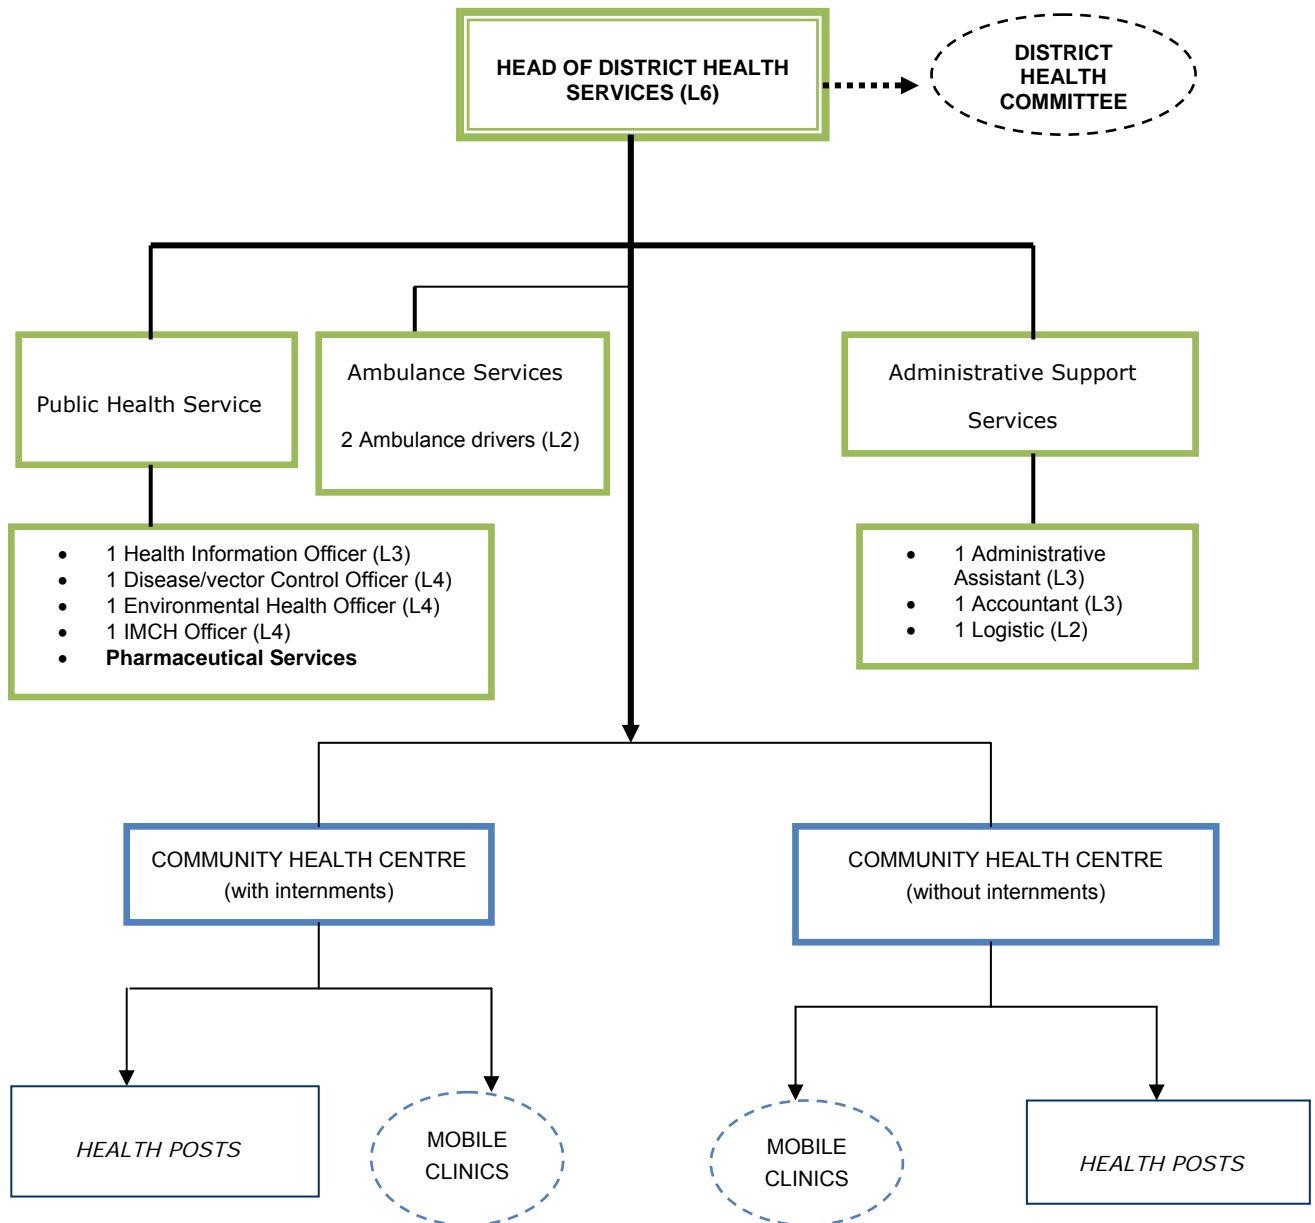 HEAD OF DISTRICT HEALTH
SERVICES (L6)
DISTRICT
HEALTH
COMMITTEE
Public Health Service
Ambulance Services
2 Ambulance drivers (L2)
Administrative Support
Services
• 1 Health Information Officer (L3)
• 1 Disease/vector Control Officer (L4)
• 1 Environmental Health Officer (L4)
• 1 IMCH Officer (L4)
• Pharmaceutical Services
• 1 Administrative
Assistant (L3)
• 1 Accountant (L3)
• 1 Logistic (L2)
COMMUNITY HEALTH CENTRE
(with internments)
COMMUNITY HEALTH CENTRE
(without internments)
HEALTH POSTS
MOBILE
CLINICS
MOBILE
CLINICS
HEALTH POSTS